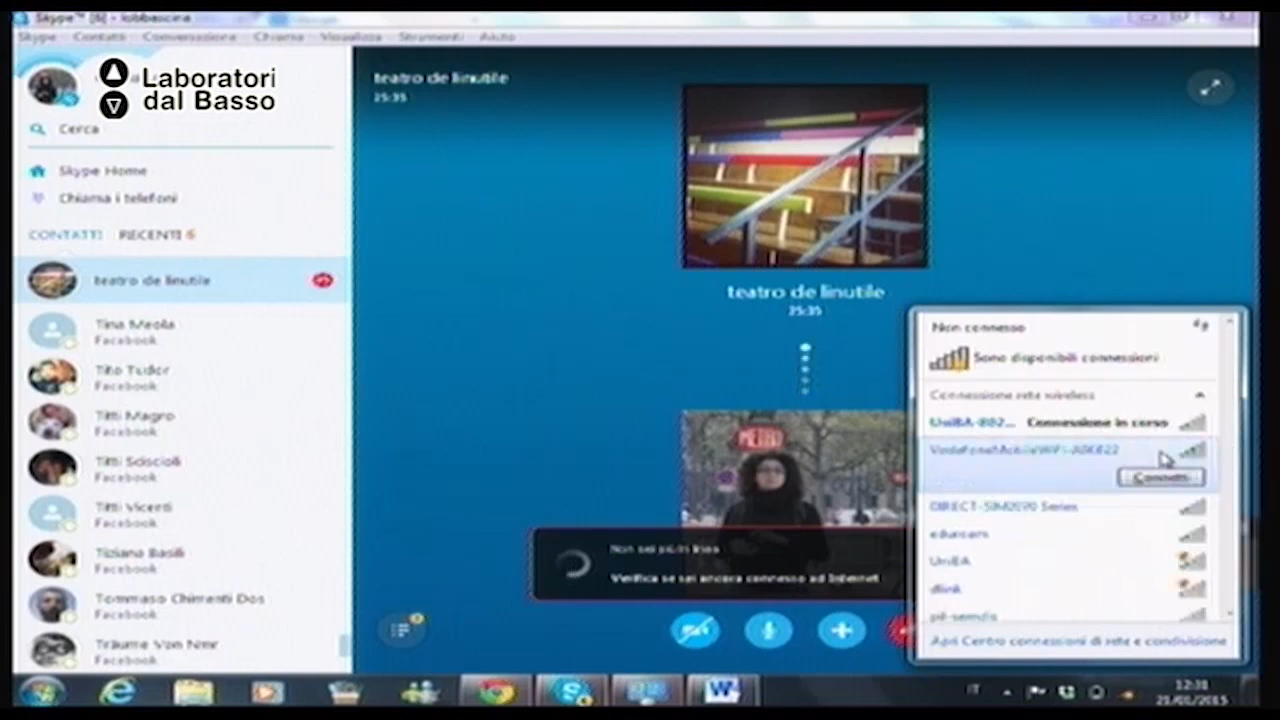 Skype™ [6] - lobbascina
Skype Contatti Conversazione Chiama Visualizza Strumenti Aiuto
Laboratori
dal Basso
Cerca
Skype Home
Chiama i telefoni
CONTATTI RECENTI 6
teatro de linutile
Tina Meola
Facebook
Tito Tudor
Facebook
Titti Magro
Facebook
Titti Sciscioli
Facebook
Titti Vicenti
Facebook
Tiziana Basili
Facebook
Tommaso Chimenti Dos
Facebook
Träume Von Nmr
Facebook
teatro de linutile
25:35
teatro de linutile
25:35
METRO
Non sei più in linea
Verifica se sei ancora connesso ad Internet
Non connesso
Sono disponibili connessioni
Connessione rete wireless
UniBA-802... Connessione in corso
Connetti
DIRECT- Series
eduroam
UniBA
dlink
Apri Centro connessioni di rete e condivisione
IT
12:31
21/01/2015